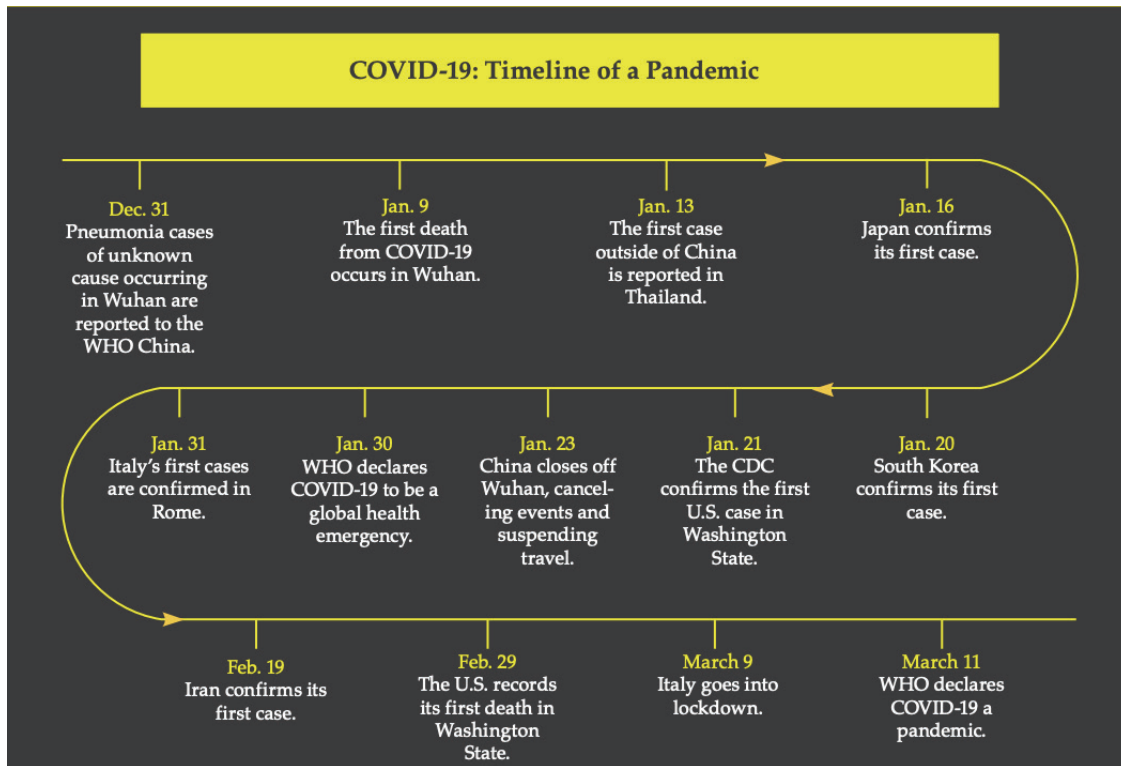 COVID-19: Timeline of a Pandemic
Dec. 31
Pneumonia cases
of unknown
cause occurring
in Wuhan are
reported to the
WHO China.
Jan. 9
The first death
from COVID-19
occurs in Wuhan.
Jan. 13
The first case
outside of China
is reported in
Thailand.
Jan. 16
Japan confirms
its first case.
Jan. 20
South Korea
confirms its first
case.
Jan. 21
The CDC
confirms the first
U.S. case in
Washington
State.
Jan. 23
China closes off
Wuhan, cancel-
ing events and
suspending
travel.
Jan. 30
WHO declares
COVID-19 to be a
global health
emergency.
Jan. 31
Italy’s first cases
are confirmed in
Rome.
Feb. 19
Iran confirms its
first case.
Feb. 29
The U.S. records
its first death in
Washington
State.
March 9
Italy goes into
lockdown.
March 11
WHO declares
COVID-19 a
pandemic.